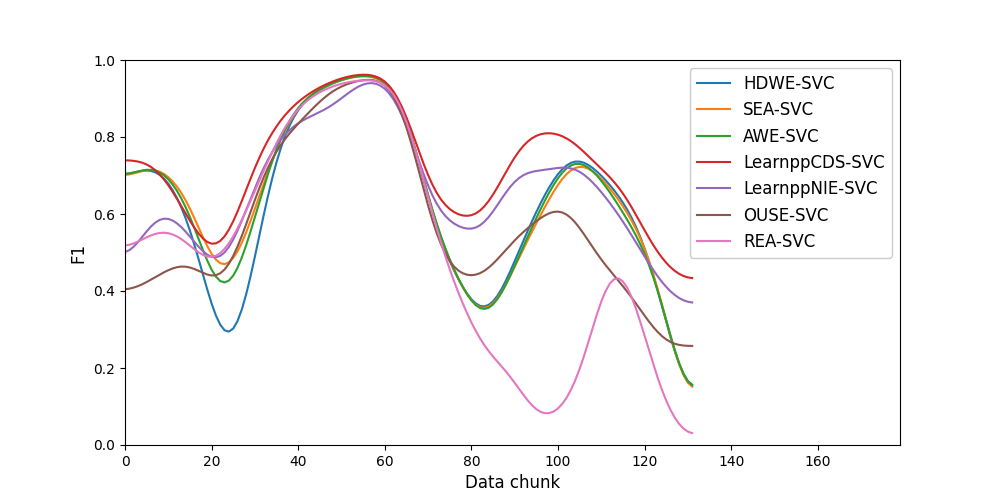 1.0
0.8
0.6
0.4
0.2
0.0
F1
0 20 40 60 80 100 120 140 160
Data chunk
HDWE-SVC
SEA-SVC
AWE-SVC
LearnppCDS-SVC
LearnppNIE-SVC
OUSE-SVC
REA-SVC